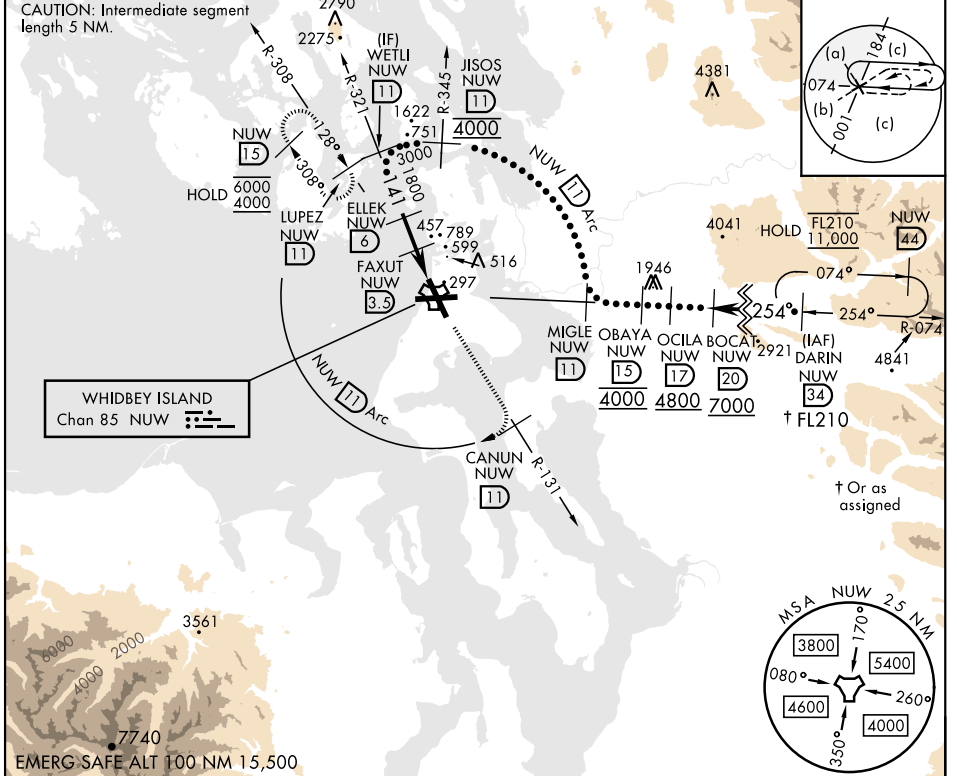 CAUTION: Intermediate segment
length 5 NM.
2790
2275
R-308
R-321
(IF)
WETLI
NUW
11
R-345
JISOS
NUW
11
4000
4381
(a)
184
(c)
074
(b)
001
(c)
NUW
15
HOLD
6000
4000
128°
308°
1622
751
3000
1800
141
NUW 11 Arc
LUPEZ
NUW
11
ELLEK
NUW
6
457
789
599
516
FAXUT
NUW
3.5
297
4041
HOLD
FL210
11,000
NUW
44
074°
1946
254°
254°
R-074
MIGLE
NUW
11
OBAYA
NUW
15
4000
OCILA
NUW
17
4800
BOCAT
NUW
20
7000
2921
(IAF)
DARIN
NUW
34
† FL210
4841
WHIDBEY ISLAND
Chan 85 NUW
NUW 11 Arc
CANUN
NUW
11
R-131
† Or as
assigned
3561
6000
4000
2000
7740
EMERG SAFE ALT 100 NM 15,500
MSA NUW 25 NM
170°
3800
5400
080°
260°
4600
4000
350°